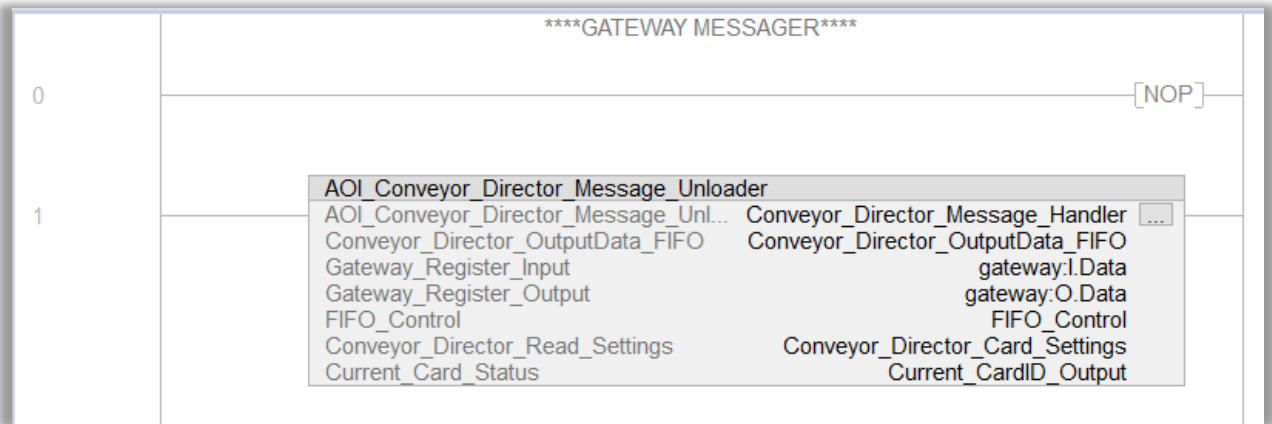 ****GATEWAY MESSAGER****
0
[NOP]
AOI_Conveyor_Director_Message_Unloader
1
AOI_Conveyor_Director_Message_Unl... Conveyor_Director_Message_Handler ...
Conveyor_Director_OutputData_FIFO Conveyor_Director_OutputData_FIFO
Gateway_Register_Input gateway:I.Data
Gateway_Register_Output gateway:O.Data
FIFO_Control FIFO_Control
Conveyor_Director_Read_Settings Conveyor_Director_Card_Settings
Current_Card_Status Current_CardID_Output